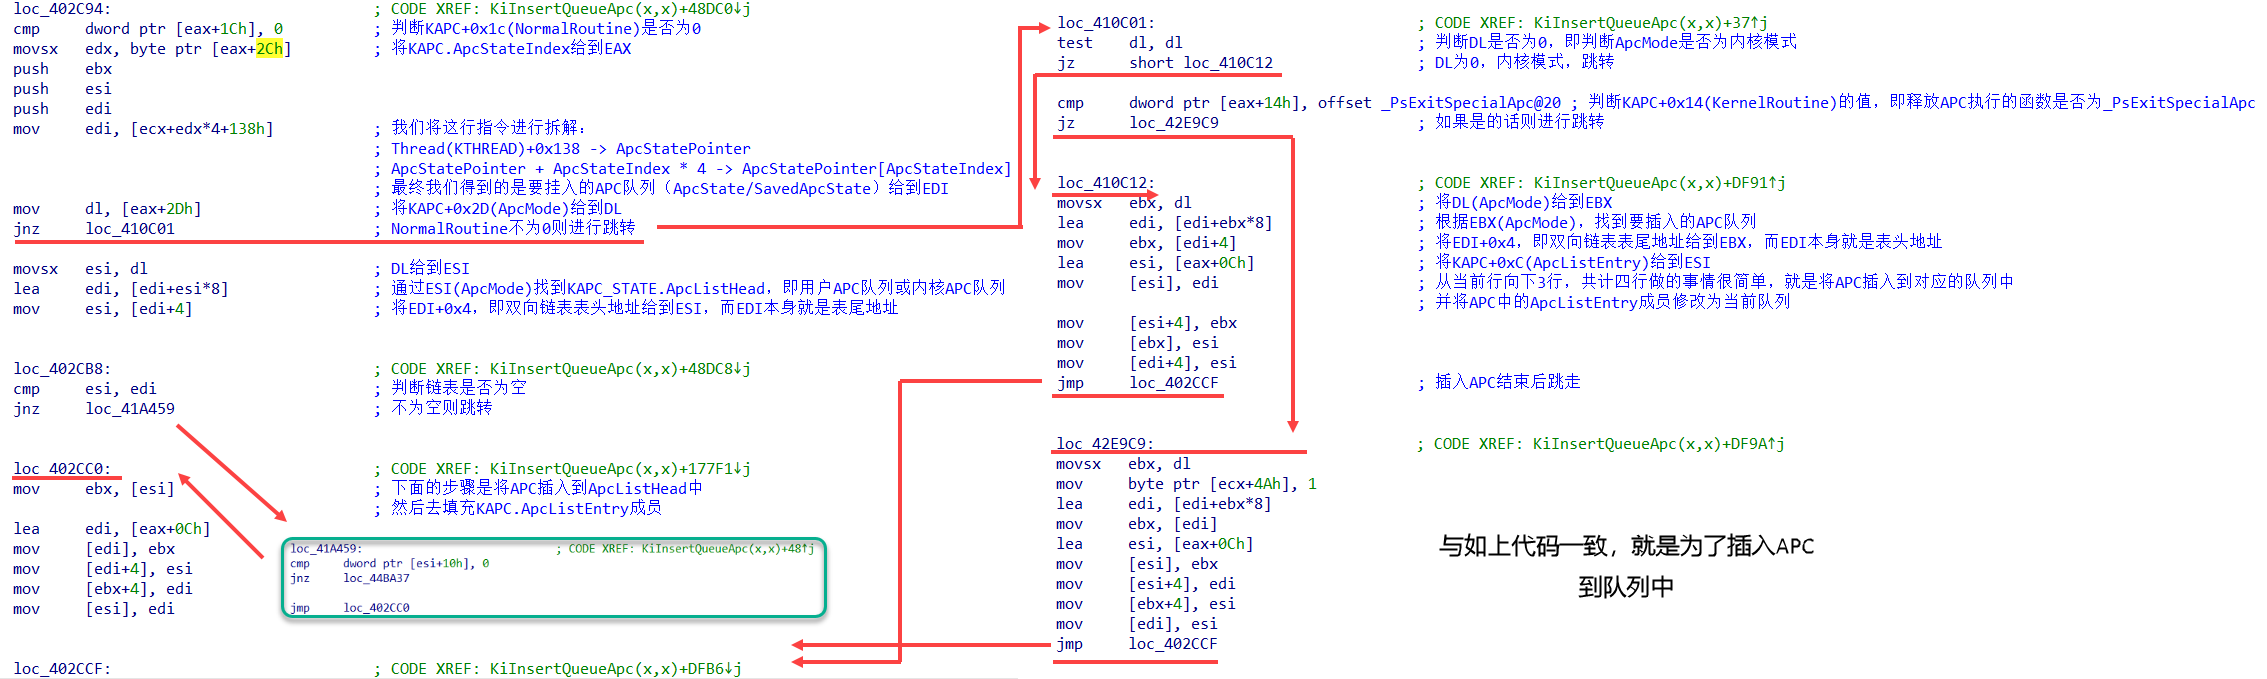 loc_402C94: ; CODE XREF: KiInsertQueueApc(x,x)+48DC0↓j
cmp dword ptr [eax+1Ch], 0 ; 判断KAPC+0x1c(NormalRoutine)是否为0
movsx edx, byte ptr [eax+2Ch] ; 将KAPC.ApcStateIndex给到EAX
push ebx
push esi
push edi
mov edi, [ecx+edx*4+138h] ; 我们将这行指令进行拆解：
; Thread(KTHREAD)+0x138 -> ApcStatePointer
; ApcStatePointer + ApcStateIndex * 4 -> ApcStatePointer[ApcStateIndex]
; 最终我们得到的是要挂入的APC队列（ApcState/SavedApcState）给到EDI
mov dl, [eax+2Dh] ; 将KAPC+0x2D(ApcMode)给到DL
jnz loc_410C01 ; NormalRoutine不为0则进行跳转
movsx esi, dl ; DL给到ESI
lea edi, [edi+esi*8] ; 通过ESI(ApcMode)找到KAPC_STATE.ApcListHead，即用户APC队列或内核APC队列
mov esi, [edi+4] ; 将EDI+0x4，即双向链表表头地址给到ESI，而EDI本身就是表尾地址
loc_402CB8: ; CODE XREF: KiInsertQueueApc(x,x)+48DC8↓j
cmp esi, edi ; 判断链表是否为空
jnz loc_41A459 ; 不为空则跳转
loc_402CC0: ; CODE XREF: KiInsertQueueApc(x,x)+177F1↓j
mov ebx, [esi] ; 下面的步骤是将APC插入到ApcListHead中
; 然后去填充KAPC.ApcListEntry成员
lea edi, [eax+0Ch]
mov [edi], ebx
mov [edi+4], esi
mov [ebx+4], edi
mov [esi], edi
loc_41A459: ; CODE XREF: KiInsertQueueApc(x,x)+48↑j
cmp dword ptr [esi+10h], 0
jnz loc_44BA37
jmp loc_402CC0
loc_402CCF: ; CODE XREF: KiInsertQueueApc(x,x)+DFB6↓j
loc_410C01: ; CODE XREF: KiInsertQueueApc(x,x)+37↑j
test dl, dl ; 判断DL是否为0，即判断ApcMode是否为内核模式
jz short loc_410C12 ; DL为0，内核模式，跳转
cmp dword ptr [eax+14h], offset _PsExitSpecialApc@20 ; 判断KAPC+0x14(KernelRoutine)的值，即释放APC执行的函数是否为_PsExitSpecialApc
jz loc_42E9C9 ; 如果是的话则进行跳转
loc_410C12: ; CODE XREF: KiInsertQueueApc(x,x)+DF91↑j
movsx ebx, dl ; 将DL(ApcMode)给到EBX
lea edi, [edi+ebx*8] ; 根据EBX(ApcMode)，找到要插入的APC队列
mov ebx, [edi+4] ; 将EDI+0x4，即双向链表表尾地址给到EBX，而EDI本身就是表头地址
lea esi, [eax+0Ch] ; 将KAPC+0xC(ApcListEntry)给到ESI
mov [esi], edi ; 从当前行向下3行，共计四行做的事情很简单，就是将APC插入到对应的队列中
; 并将APC中的ApcListEntry成员修改为当前队列
mov [esi+4], ebx
mov [ebx], esi
mov [edi+4], esi
jmp loc_402CCF ; 插入APC结束后跳走
loc_42E9C9: ; CODE XREF: KiInsertQueueApc(x,x)+DF9A↑j
movsx ebx, dl
mov byte ptr [ecx+4Ah], 1
lea edi, [edi+ebx*8]
mov ebx, [edi]
lea esi, [eax+0Ch]
mov [esi], ebx
mov [esi+4], edi
mov [ebx+4], esi
mov [edi], esi
jmp loc_402CCF
与如上代码一致，就是为了插入APC
到队列中